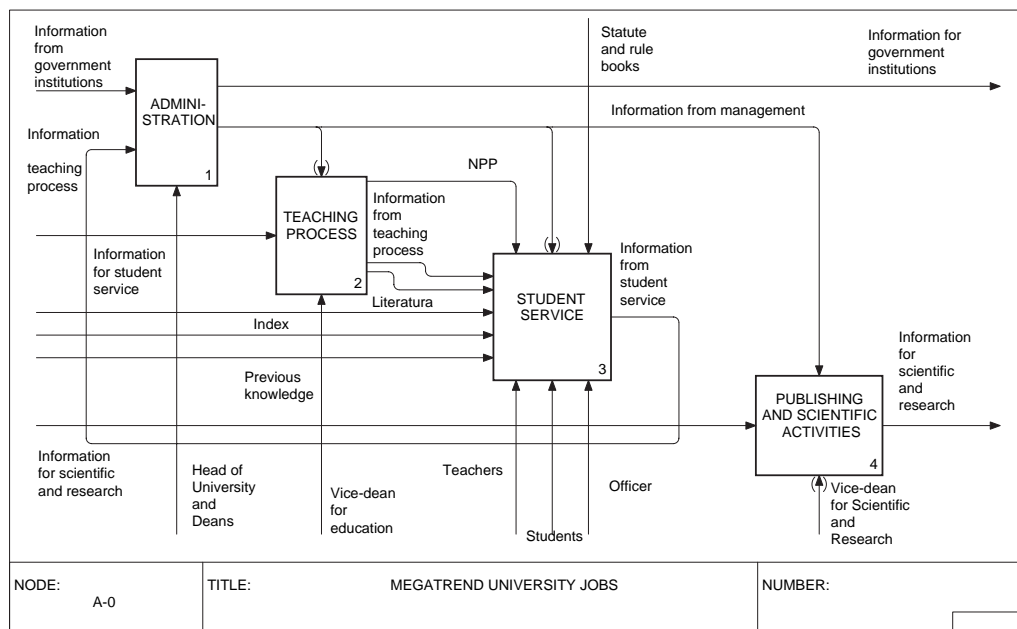 Information
from
government
institutions
Statute
and rule
books
Information for
government
institutions
ADMINI-
STRATION
1
Information from management
Information
teaching
process
NPP
TEACHING
PROCESS
2
Information
from
teaching
process
Information
for student
service
Literatura
Information
from
student
service
STUDENT
SERVICE
3
Index
Previous
knowledge
Information
for
scientific
and
research
PUBLISHING
AND SCIENTIFIC
ACTIVITIES
4
Information
for scientific
and research
Head of
University
and
Deans
Vice-dean
for
education
Teachers
Students
Officer
Vice-dean
for Scientific
and
Research
NODE:
A-0
TITLE:
MEGATREND UNIVERSITY JOBS
NUMBER: